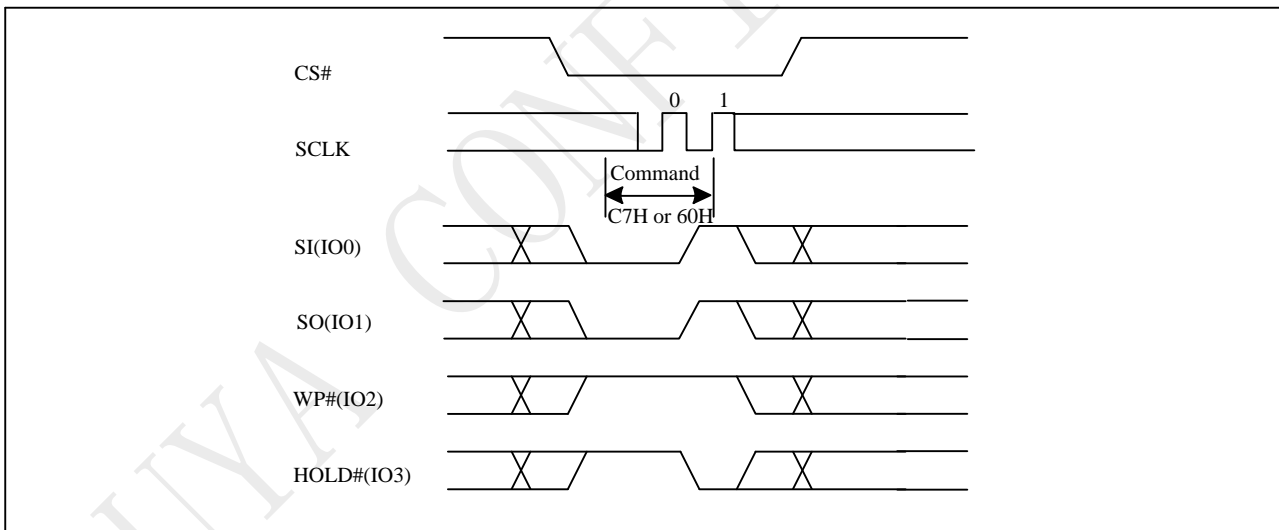 CS#
0 1
SCLK
Command
C7H or 60H
SI(IO0)
SO(IO1)
WP#(IO2)
HOLD#(IO3)